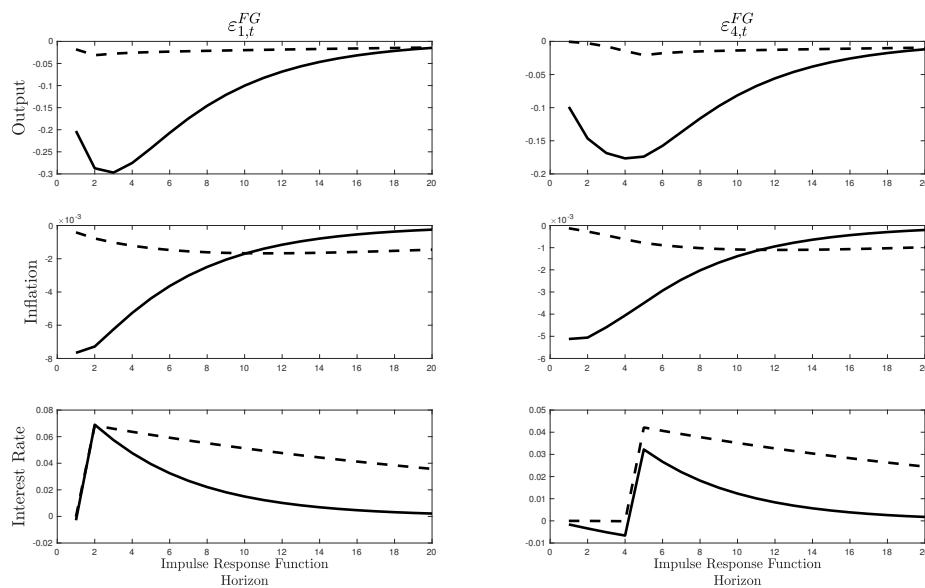 ε^{FG}_{1,t}
ε^{FG}_{4,t}
Output
0
-0.05
-0.1
-0.15
-0.2
-0.25
-0.3
0 2 4 6 8 10 12 14 16 18 20
0
-0.05
-0.1
-0.15
-0.2
0 2 4 6 8 10 12 14 16 18 20
Inflation
×10^{-3}
0
-2
-4
-6
-8
0 2 4 6 8 10 12 14 16 18 20
×10^{-3}
0
-1
-2
-3
-4
-5
-6
0 2 4 6 8 10 12 14 16 18 20
Interest Rate
0.08
0.06
0.04
0.02
0
-0.02
0 2 4 6 8 10 12 14 16 18 20
Impulse Response Function
Horizon
0.05
0.04
0.03
0.02
0.01
0
-0.01
0 2 4 6 8 10 12 14 16 18 20
Impulse Response Function
Horizon